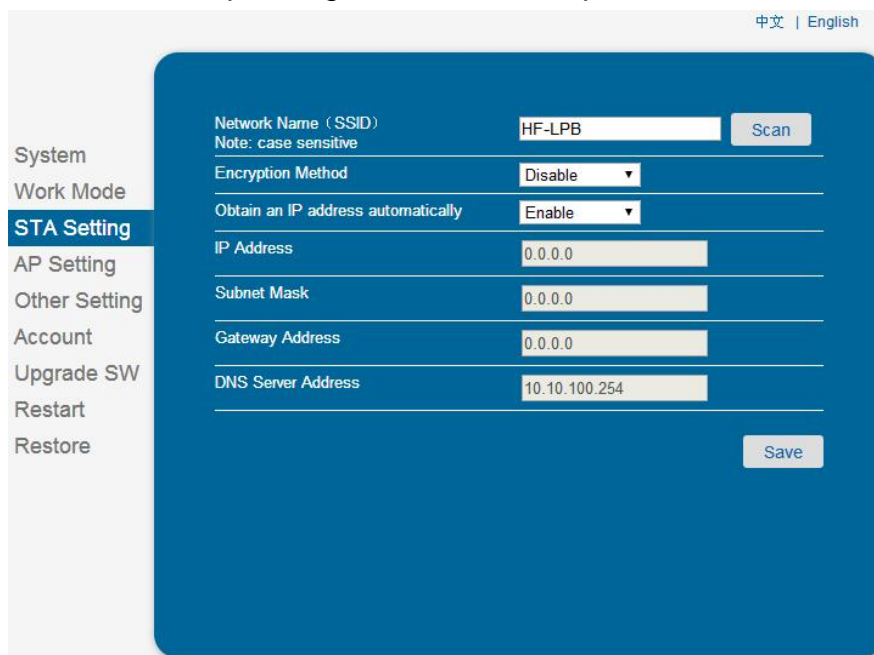 中文 | English
System
Work Mode
STA Setting
AP Setting
Other Setting
Account
Upgrade SW
Restart
Restore
Network Name（SSID）
Note: case sensitive
HF-LPB
Scan
Encryption Method
Disable
Obtain an IP address automatically
Enable
IP Address
0.0.0.0
Subnet Mask
0.0.0.0
Gateway Address
0.0.0.0
DNS Server Address
10.10.100.254
Save